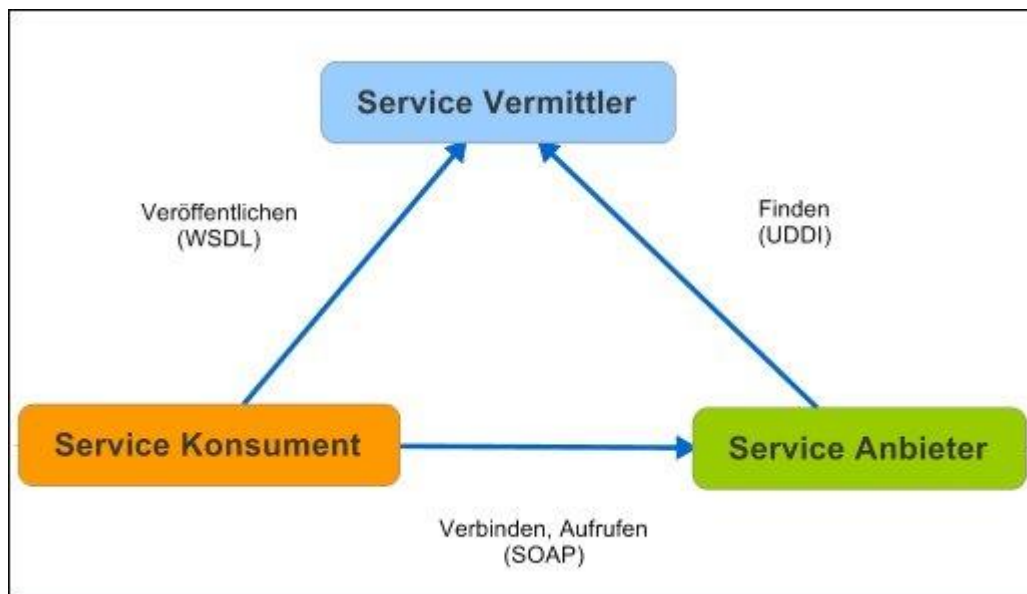 Service Vermittler
Veröffentlichen
(WSDL)
Finden
(UDDI)
Service Konsument
Service Anbieter
Verbinden, Aufrufen
(SOAP)